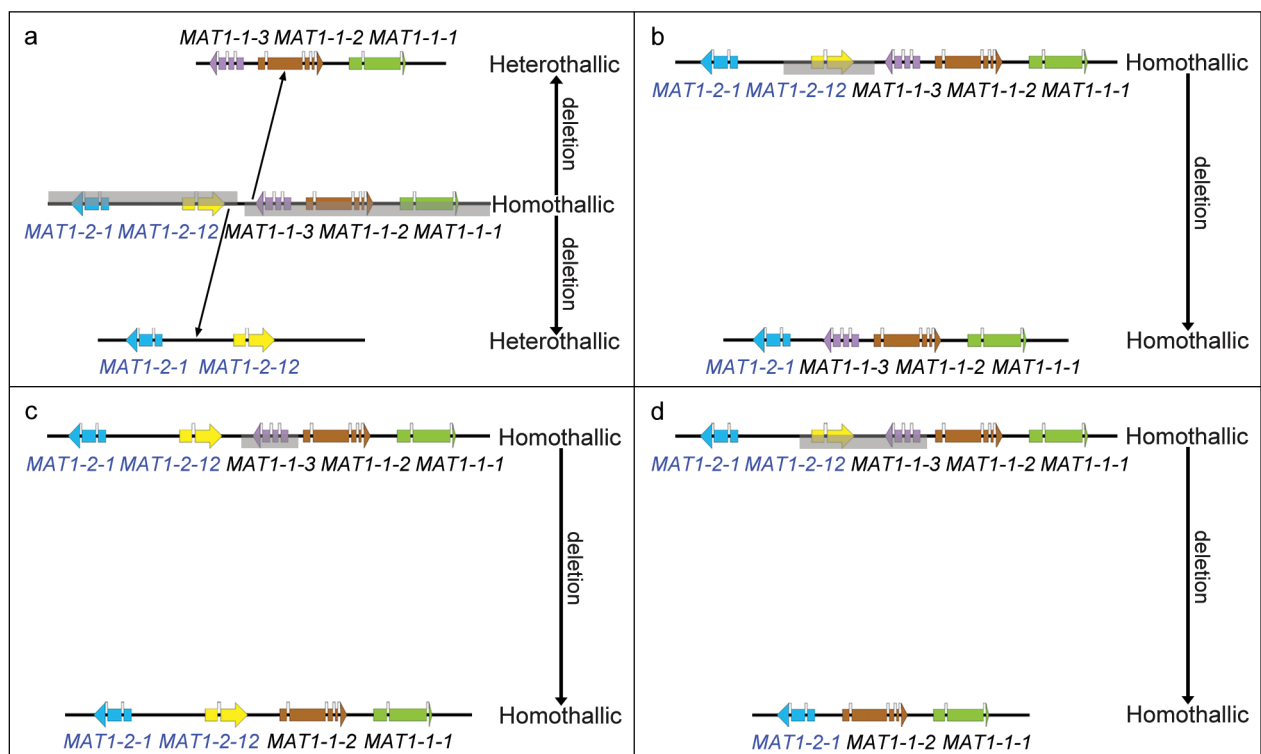 a
MAT1-1-3 MAT1-1-2 MAT1-1-1
Heterothallic
deletion
Homothallic
MAT1-2-1 MAT1-2-12 MAT1-1-3 MAT1-1-2 MAT1-1-1
deletion
Heterothallic
MAT1-2-1 MAT1-2-12
b
Homothallic
MAT1-2-1 MAT1-2-12 MAT1-1-3 MAT1-1-2 MAT1-1-1
deletion
Homothallic
MAT1-2-1 MAT1-1-3 MAT1-1-2 MAT1-1-1
c
Homothallic
MAT1-2-1 MAT1-2-12 MAT1-1-3 MAT1-1-2 MAT1-1-1
deletion
Homothallic
MAT1-2-1 MAT1-2-12 MAT1-1-2 MAT1-1-1
d
Homothallic
MAT1-2-1 MAT1-2-12 MAT1-1-3 MAT1-1-2 MAT1-1-1
deletion
Homothallic
MAT1-2-1 MAT1-1-2 MAT1-1-1